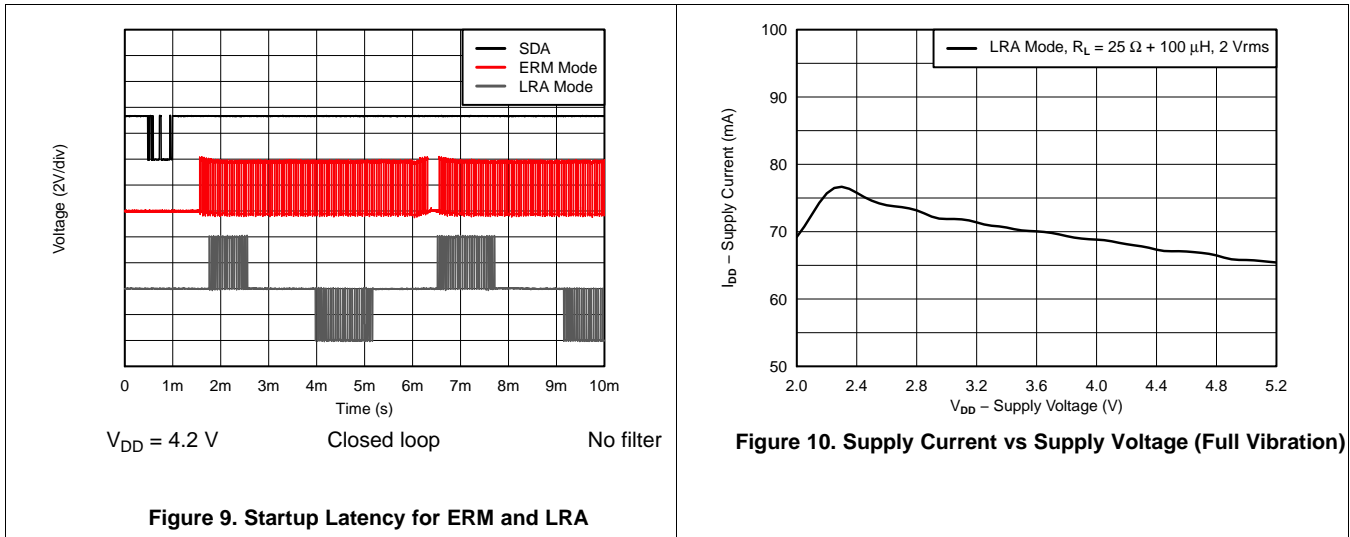 SDA
ERM Mode
LRA Mode
Voltage (2V/div)
0 1m 2m 3m 4m 5m 6m 7m 8m 9m 10m
Time (s)
V_DD = 4.2 V Closed loop No filter
Figure 9. Startup Latency for ERM and LRA
LRA Mode, R_L = 25 Ω + 100 μH, 2 Vrms
I_DD – Supply Current (mA)
100
90
80
70
60
50
2.0 2.4 2.8 3.2 3.6 4.0 4.4 4.8 5.2
V_DD – Supply Voltage (V)
Figure 10. Supply Current vs Supply Voltage (Full Vibration)